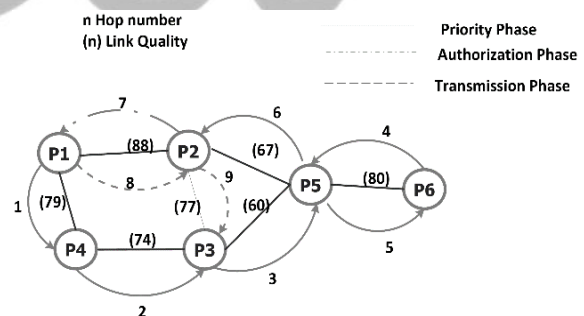 n Hop number
(n) Link Quality
Priority Phase
Authorization Phase
Transmission Phase
7
6
4
P1
(88)
P2
(67)
8
9
P5
(80)
P6
1
(79)
(77)
(60)
5
P4
(74)
P3
3
2